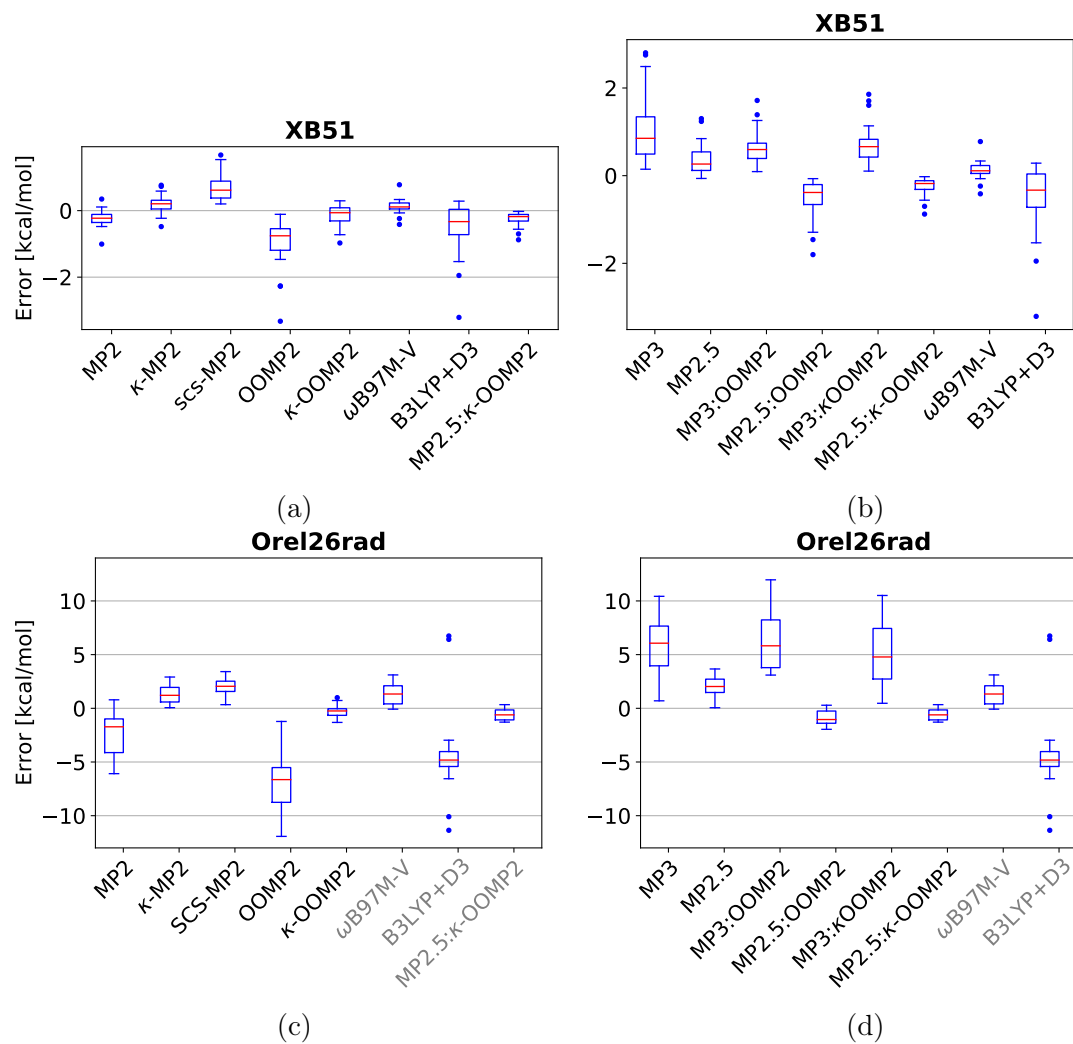 XB51
Error [kcal/mol]
0
−2
MP2
κ-MP2
SCS-MP2
OOMP2
κ-OOMP2
ωB97M-V
B3LYP+D3
MP2.5:κ-OOMP2
(a)
XB51
2
0
−2
MP3
MP2.5
MP3:OOMP2
MP2.5:OOMP2
MP3:κOOMP2
MP2.5:κ-OOMP2
ωB97M-V
B3LYP+D3
(b)
Orel26rad
Error [kcal/mol]
10
5
0
−5
−10
MP2
κ-MP2
SCS-MP2
OOMP2
κ-OOMP2
ωB97M-V
B3LYP+D3
MP2.5:κ-OOMP2
(c)
Orel26rad
10
5
0
−5
−10
MP3
MP2.5
MP3:OOMP2
MP2.5:OOMP2
MP3:κOOMP2
MP2.5:κ-OOMP2
ωB97M-V
B3LYP+D3
(d)